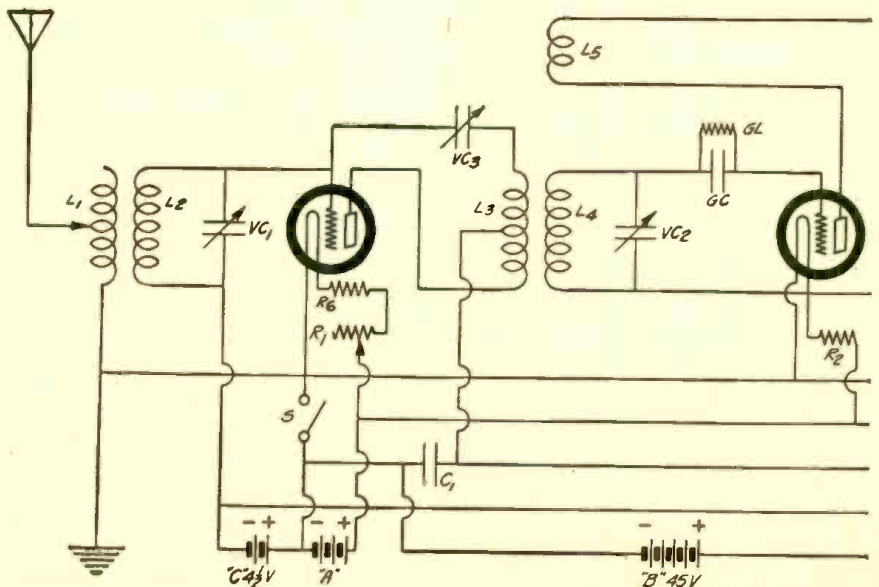 L5
GL
VC3
L1
L2
VC1
L3
L4
VC2
GC
R6
R1
R2
S
C1
- + - + - +
"C" 4½V "A" "B" 45V